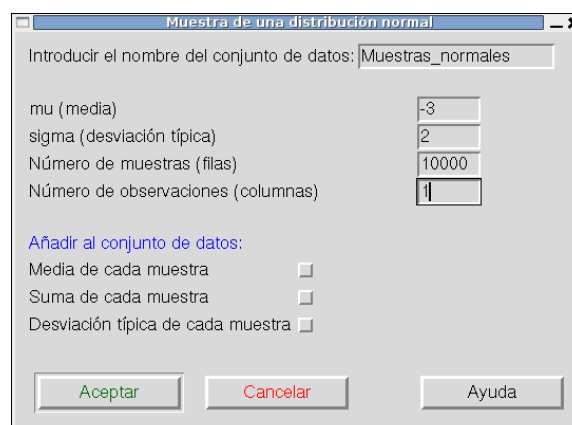 Muestra de una distribución normal
Introducir el nombre del conjunto de datos: Muestras_normales
mu (media) -3
sigma (desviación típica) 2
Número de muestras (filas) 10000
Número de observaciones (columnas) 1
Añadir al conjunto de datos:
Media de cada muestra
Suma de cada muestra
Desviación típica de cada muestra
Aceptar Cancelar Ayuda